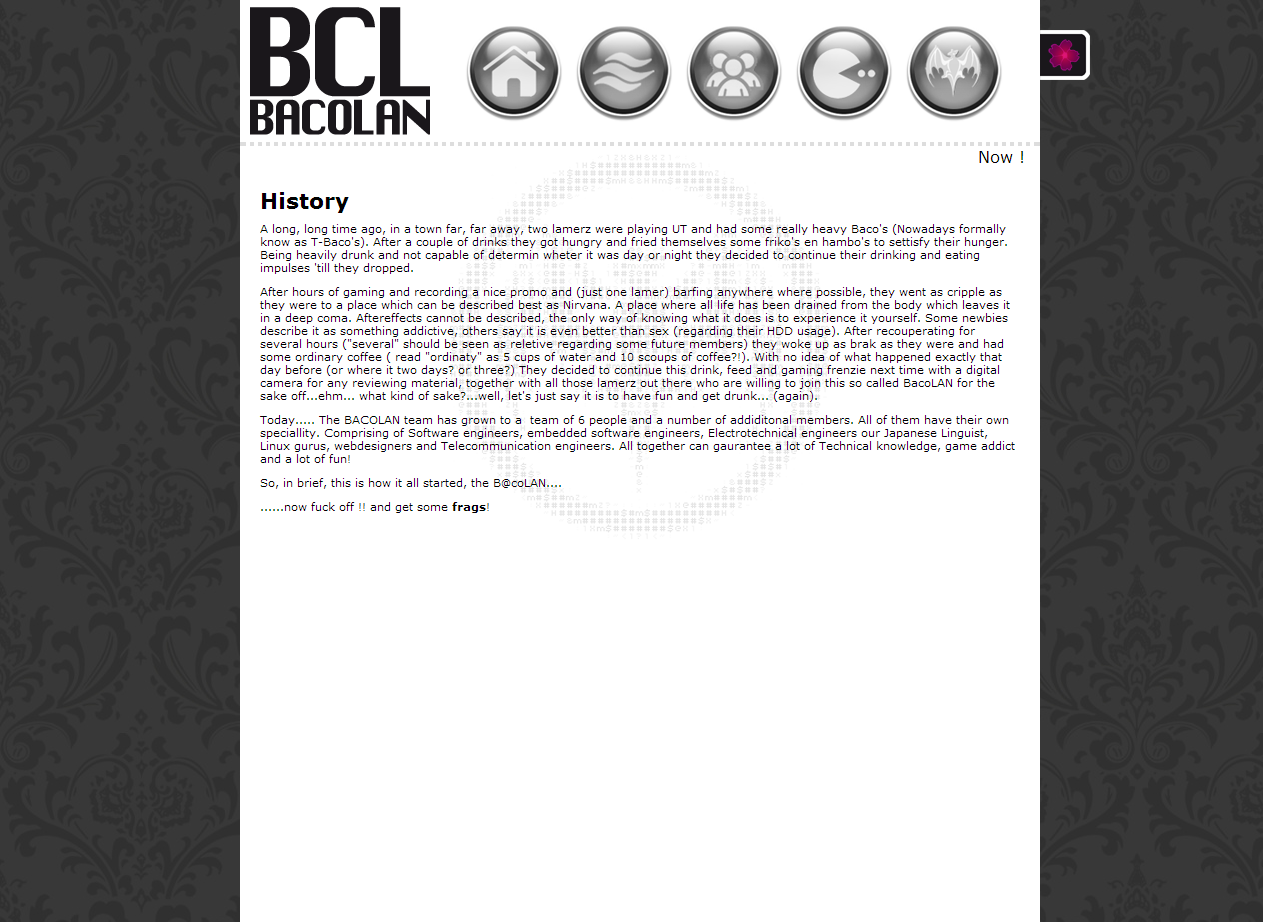 BCL
BACOLAN
Now !
History
A long, long time ago, in a town far, far away, two lamerz were playing UT and had some really heavy Baco's (Nowadays formally
know as T-Baco's). After a couple of drinks they got hungry and fried themselves some friko's en hambo's to settisfy their hunger.
Being heavily drunk and not capable of determin wheter it was day or night they decided to continue their drinking and eating
impulses 'till they dropped.
After hours of gaming and recording a nice promo and (just one lamer) barfing anywhere where possible, they went as cripple as
they were to a place which can be described best as Nirvana. A place where all life has been drained from the body which leaves it
in a deep coma. Aftereffects cannot be described, the only way of knowing what it does is to experience it yourself. Some newbies
describe it as something addictive, others say it is even better than sex (regarding their HDD usage). After recouperating for
several hours ("several" should be seen as reletive regarding some future members) they woke up as brak as they were and had
some ordinary coffee ( read "ordinaty" as 5 cups of water and 10 scoups of coffee?!). With no idea of what happened exactly that
day before (or where it two days? or three?) They decided to continue this drink, feed and gaming frenzie next time with a digital
camera for any reviewing material, together with all those lamerz out there who are willing to join this so called BacoLAN for the
sake off...ehm... what kind of sake?...well, let's just say it is to have fun and get drunk... (again).
Today..... The BACOLAN team has grown to a  team of 6 people and a number of addiditonal members. All of them have their own
speciallity. Comprising of Software engineers, embedded software engineers, Electrotechnical engineers our Japanese Linguist,
Linux gurus, webdesigners and Telecommunication engineers. All together can gaurantee a lot of Technical knowledge, game addict
and a lot of fun!
So, in brief, this is how it all started, the B@coLAN....
......now fuck off !! and get some frags!